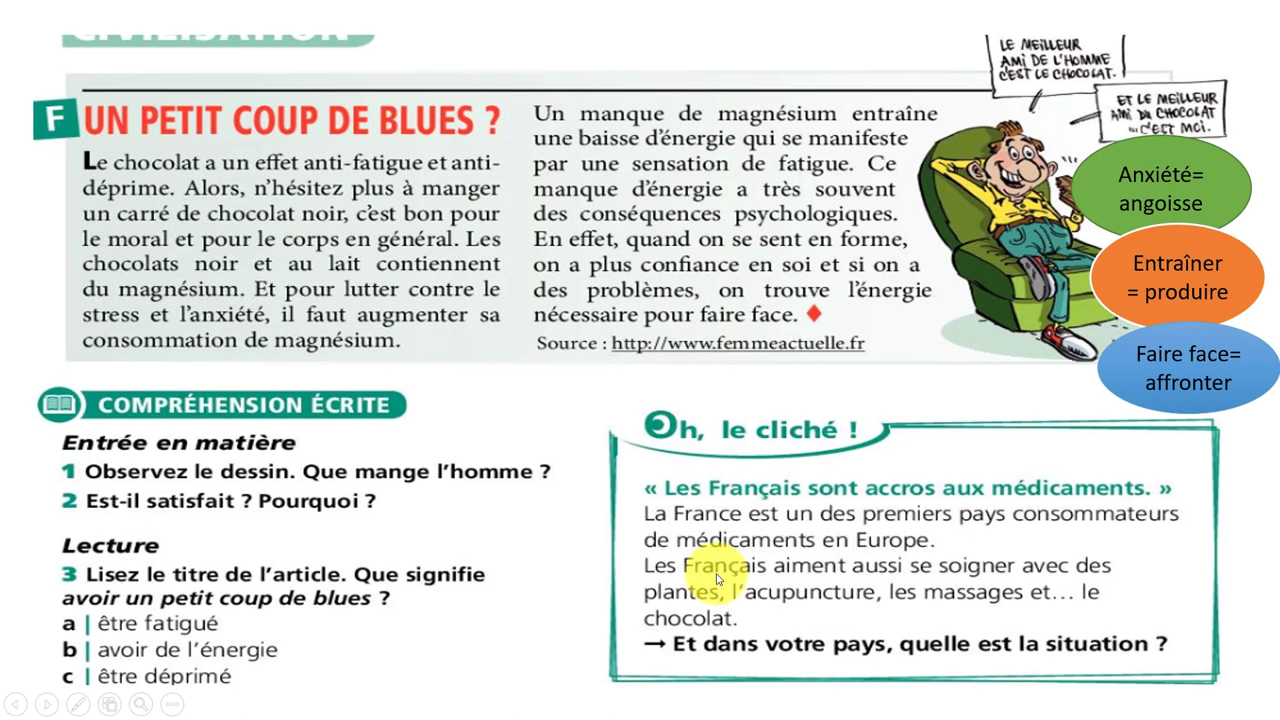 CIVILISATION
F UN PETIT COUP DE BLUES ?
Le chocolat a un effet anti-fatigue et anti-
déprime. Alors, n'hésitez plus à manger
un carré de chocolat noir, c'est bon pour
le moral et pour le corps en général. Les
chocolats noir et au lait contiennent
du magnésium. Et pour lutter contre le
stress et l'anxiété, il faut augmenter sa
consommation de magnésium.
Un manque de magnésium entraîne
une baisse d'énergie qui se manifeste
par une sensation de fatigue. Ce
manque d'énergie a très souvent
des conséquences psychologiques.
En effet, quand on se sent en forme,
on a plus confiance en soi et si on a
des problèmes, on trouve l'énergie
nécessaire pour faire face.
Source : http://www.femmeactuelle.fr
LE MEILLEUR
AMI DE L'HOMME
C'EST LE CHOCOLAT.
ET LE MEILLEUR
AMI DU CHOCOLAT
...C'EST MOI.
Anxiété=
angoisse
Entraîner
= produire
Faire face=
affronter
COMPRÉHENSION ÉCRITE
Entrée en matière
1 Observez le dessin. Que mange l'homme ?
2 Est-il satisfait ? Pourquoi ?
Lecture
3 Lisez le titre de l'article. Que signifie
avoir un petit coup de blues ?
a | être fatigué
b | avoir de l'énergie
c | être déprimé
Oh, le cliché !
« Les Français sont accros aux médicaments. »
La France est un des premiers pays consommateurs
de médicaments en Europe.
Les Français aiment aussi se soigner avec des
plantes, l'acupuncture, les massages et... le
chocolat.
→ Et dans votre pays, quelle est la situation ?